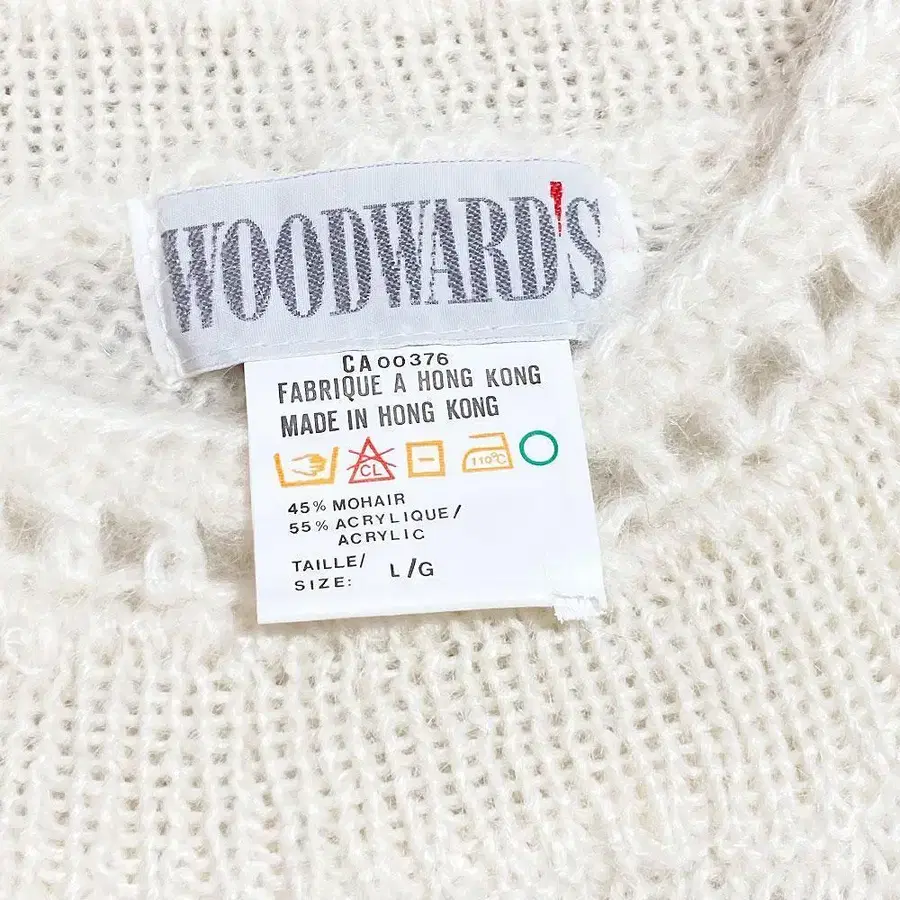 WOODWARD'S
CA 00376
FABRIQUE A HONG KONG
MADE IN HONG KONG
CL 110°C
45% MOHAIR
55% ACRYLIQUE/
ACRYLIC
TAILLE/
SIZE: L/G